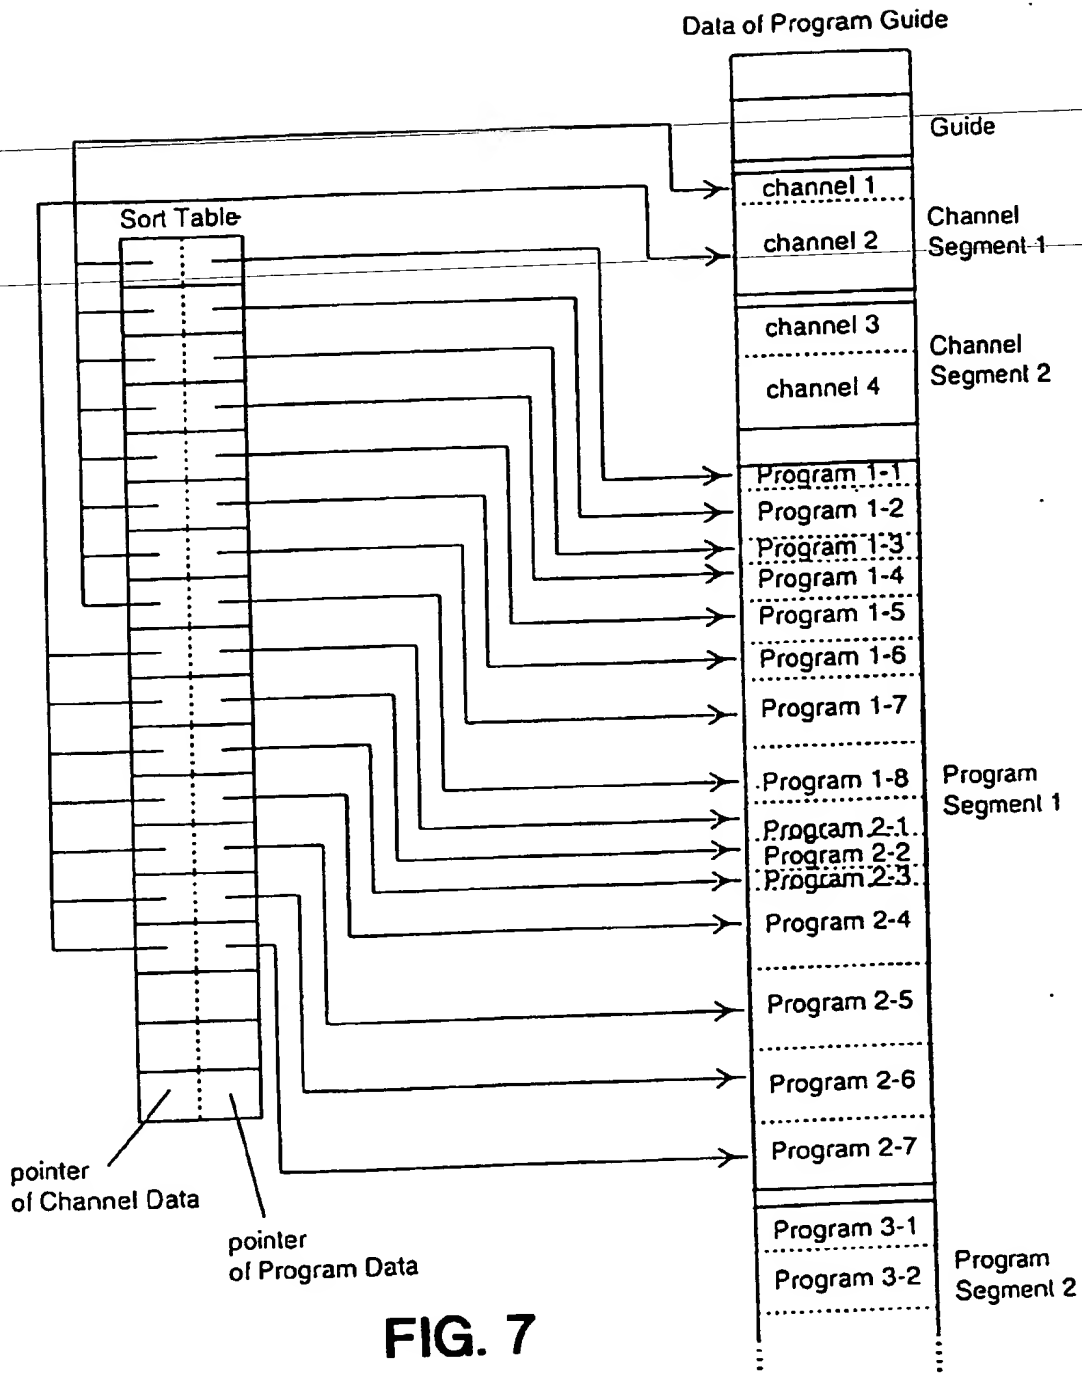 Data of Program Guide
Guide
channel 1
channel 2
Channel
Segment 1
channel 3
channel 4
Channel
Segment 2
Sort Table
Program 1-1
Program 1-2
Program 1-3
Program 1-4
Program 1-5
Program 1-6
Program 1-7
Program 1-8
Program 2-1
Program 2-2
Program 2-3
Program 2-4
Program 2-5
Program 2-6
Program 2-7
Program
Segment 1
Program 3-1
Program 3-2
Program
Segment 2
pointer
of Channel Data
pointer
of Program Data
FIG. 7